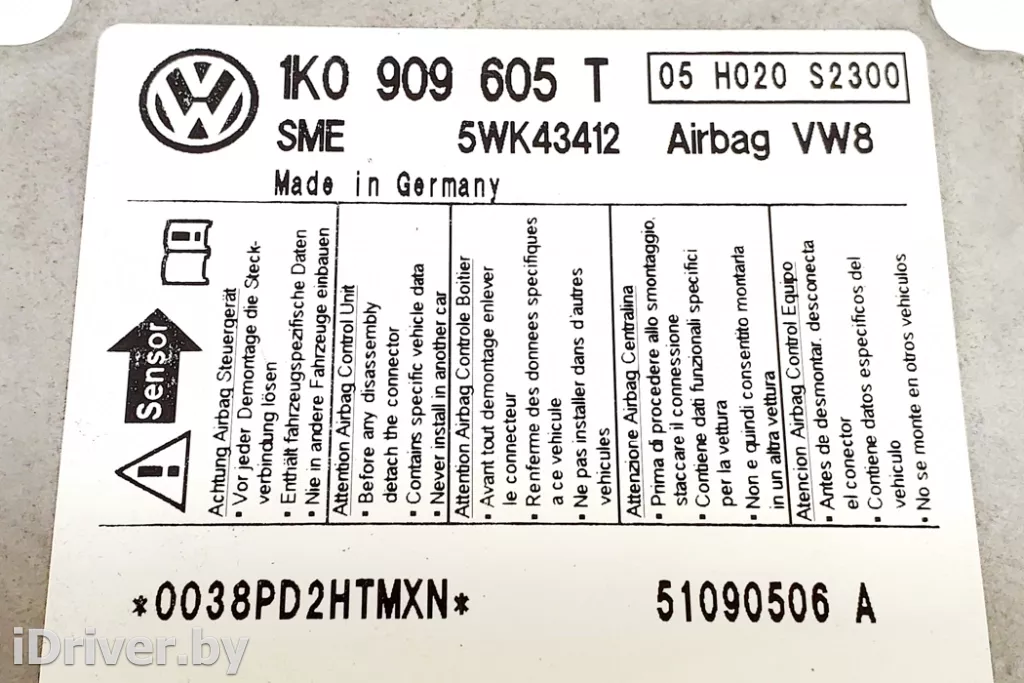 1K0 909 605 T
05 H020 S2300
SME 5WK43412 Airbag VW8
Made in Germany
Sensor
Achtung Airbag Steuergerät
• Vor jeder Demontage die Steck-
verbindung lösen
• Enthält fahrzeugspezifische Daten
• Nie in andere Fahrzeuge einbauen
Attention Airbag Control Unit
• Before any disassembly
detach the connector
• Contains specific vehicle data
• Never install in another car
Attention Airbag Controle Boitier
• Avant tout demontage enlever
le connecteur
• Renferme des donnees specifiques
a ce vehicule
• Ne pas installer dans d'autres
vehicules
Attenzione Airbag Centralina
• Prima di procedere allo smontaggio,
staccare il connessione
• Contiene dati funzionali specifici
per la vettura
• Non e quindi consentito montarla
in un altra vettura
Atencion Airbag Control Equipo
• Antes de desmontar. desconecta
el conector
• Contiene datos especificos del
vehiculo
• No se monte en otros vehiculos
*0038PD2HTMXN* 51090506 A
iDriver.by